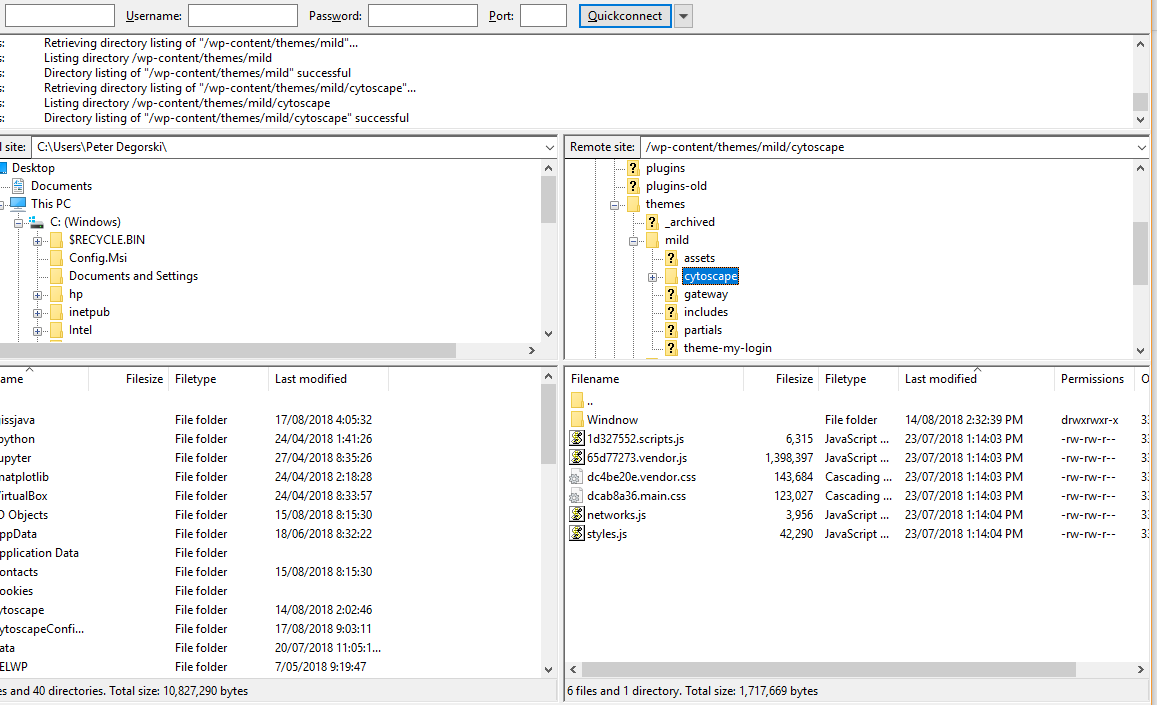 Username: Password: Port: Quickconnect
s: Retrieving directory listing of "/wp-content/themes/mild"...
s: Listing directory /wp-content/themes/mild
s: Directory listing of "/wp-content/themes/mild" successful
s: Retrieving directory listing of "/wp-content/themes/mild/cytoscape"...
s: Listing directory /wp-content/themes/mild/cytoscape
s: Directory listing of "/wp-content/themes/mild/cytoscape" successful
l site: C:\Users\Peter Degorski\
Desktop
Documents
This PC
C: (Windows)
$RECYCLE.BIN
Config.Msi
Documents and Settings
hp
inetpub
Intel
Remote site: /wp-content/themes/mild/cytoscape
plugins
plugins-old
themes
_archived
mild
assets
cytoscape
gateway
includes
partials
theme-my-login
ame Filesize Filetype Last modified
issjava File folder 17/08/2018 4:05:32
python File folder 24/04/2018 1:41:26
upyter File folder 27/04/2018 8:35:26
matplotlib File folder 24/04/2018 2:18:28
VirtualBox File folder 24/04/2018 8:33:57
D Objects File folder 15/08/2018 8:15:30
AppData File folder 18/06/2018 8:32:22
pplication Data File folder
ontacts File folder 15/08/2018 8:15:30
ookies File folder
ytoscape File folder 14/08/2018 2:02:46
ytoscapeConfi... File folder 17/08/2018 9:03:11
ata File folder 20/07/2018 11:05:1...
ELWP File folder 7/05/2018 9:19:47
es and 40 directories. Total size: 10,827,290 bytes
Filename Filesize Filetype Last modified Permissions O
..
Windnow File folder 14/08/2018 2:32:39 PM drwxrwxr-x 33
1d327552.scripts.js 6,315 JavaScript ... 23/07/2018 1:14:03 PM -rw-rw-r-- 33
65d77273.vendor.js 1,398,397 JavaScript ... 23/07/2018 1:14:03 PM -rw-rw-r-- 33
dc4be20e.vendor.css 143,684 Cascading ... 23/07/2018 1:14:03 PM -rw-rw-r-- 33
dcab8a36.main.css 123,027 Cascading ... 23/07/2018 1:14:03 PM -rw-rw-r-- 33
networks.js 3,956 JavaScript ... 23/07/2018 1:14:04 PM -rw-rw-r-- 33
styles.js 42,290 JavaScript ... 23/07/2018 1:14:04 PM -rw-rw-r-- 33
6 files and 1 directory. Total size: 1,717,669 bytes